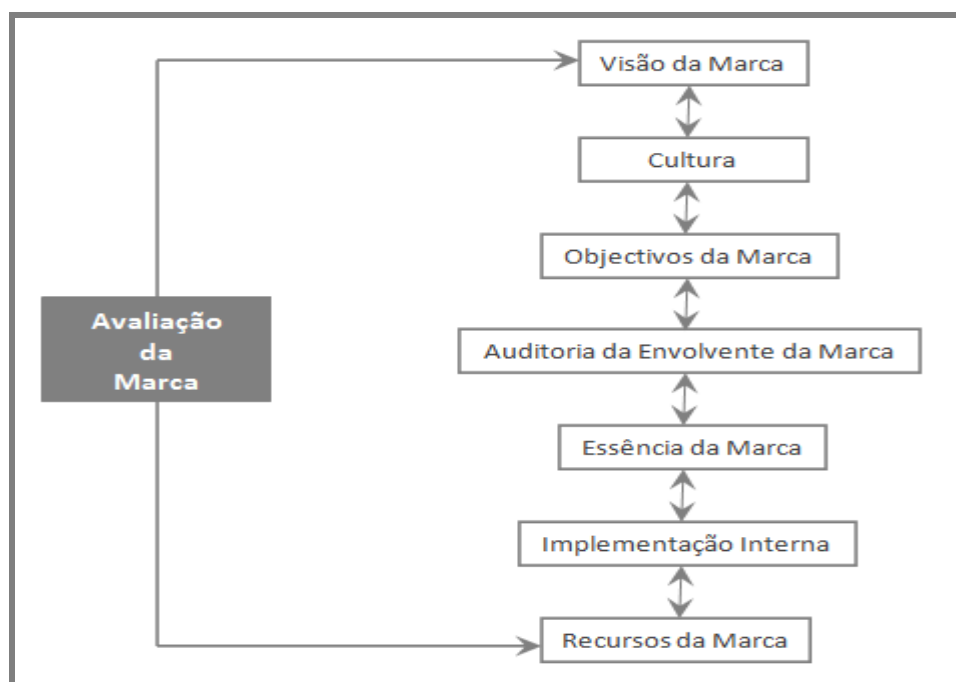 Visão da Marca
Cultura
Objectivos da Marca
Avaliação
da
Marca
Auditoria da Envolvente da Marca
Essência da Marca
Implementação Interna
Recursos da Marca